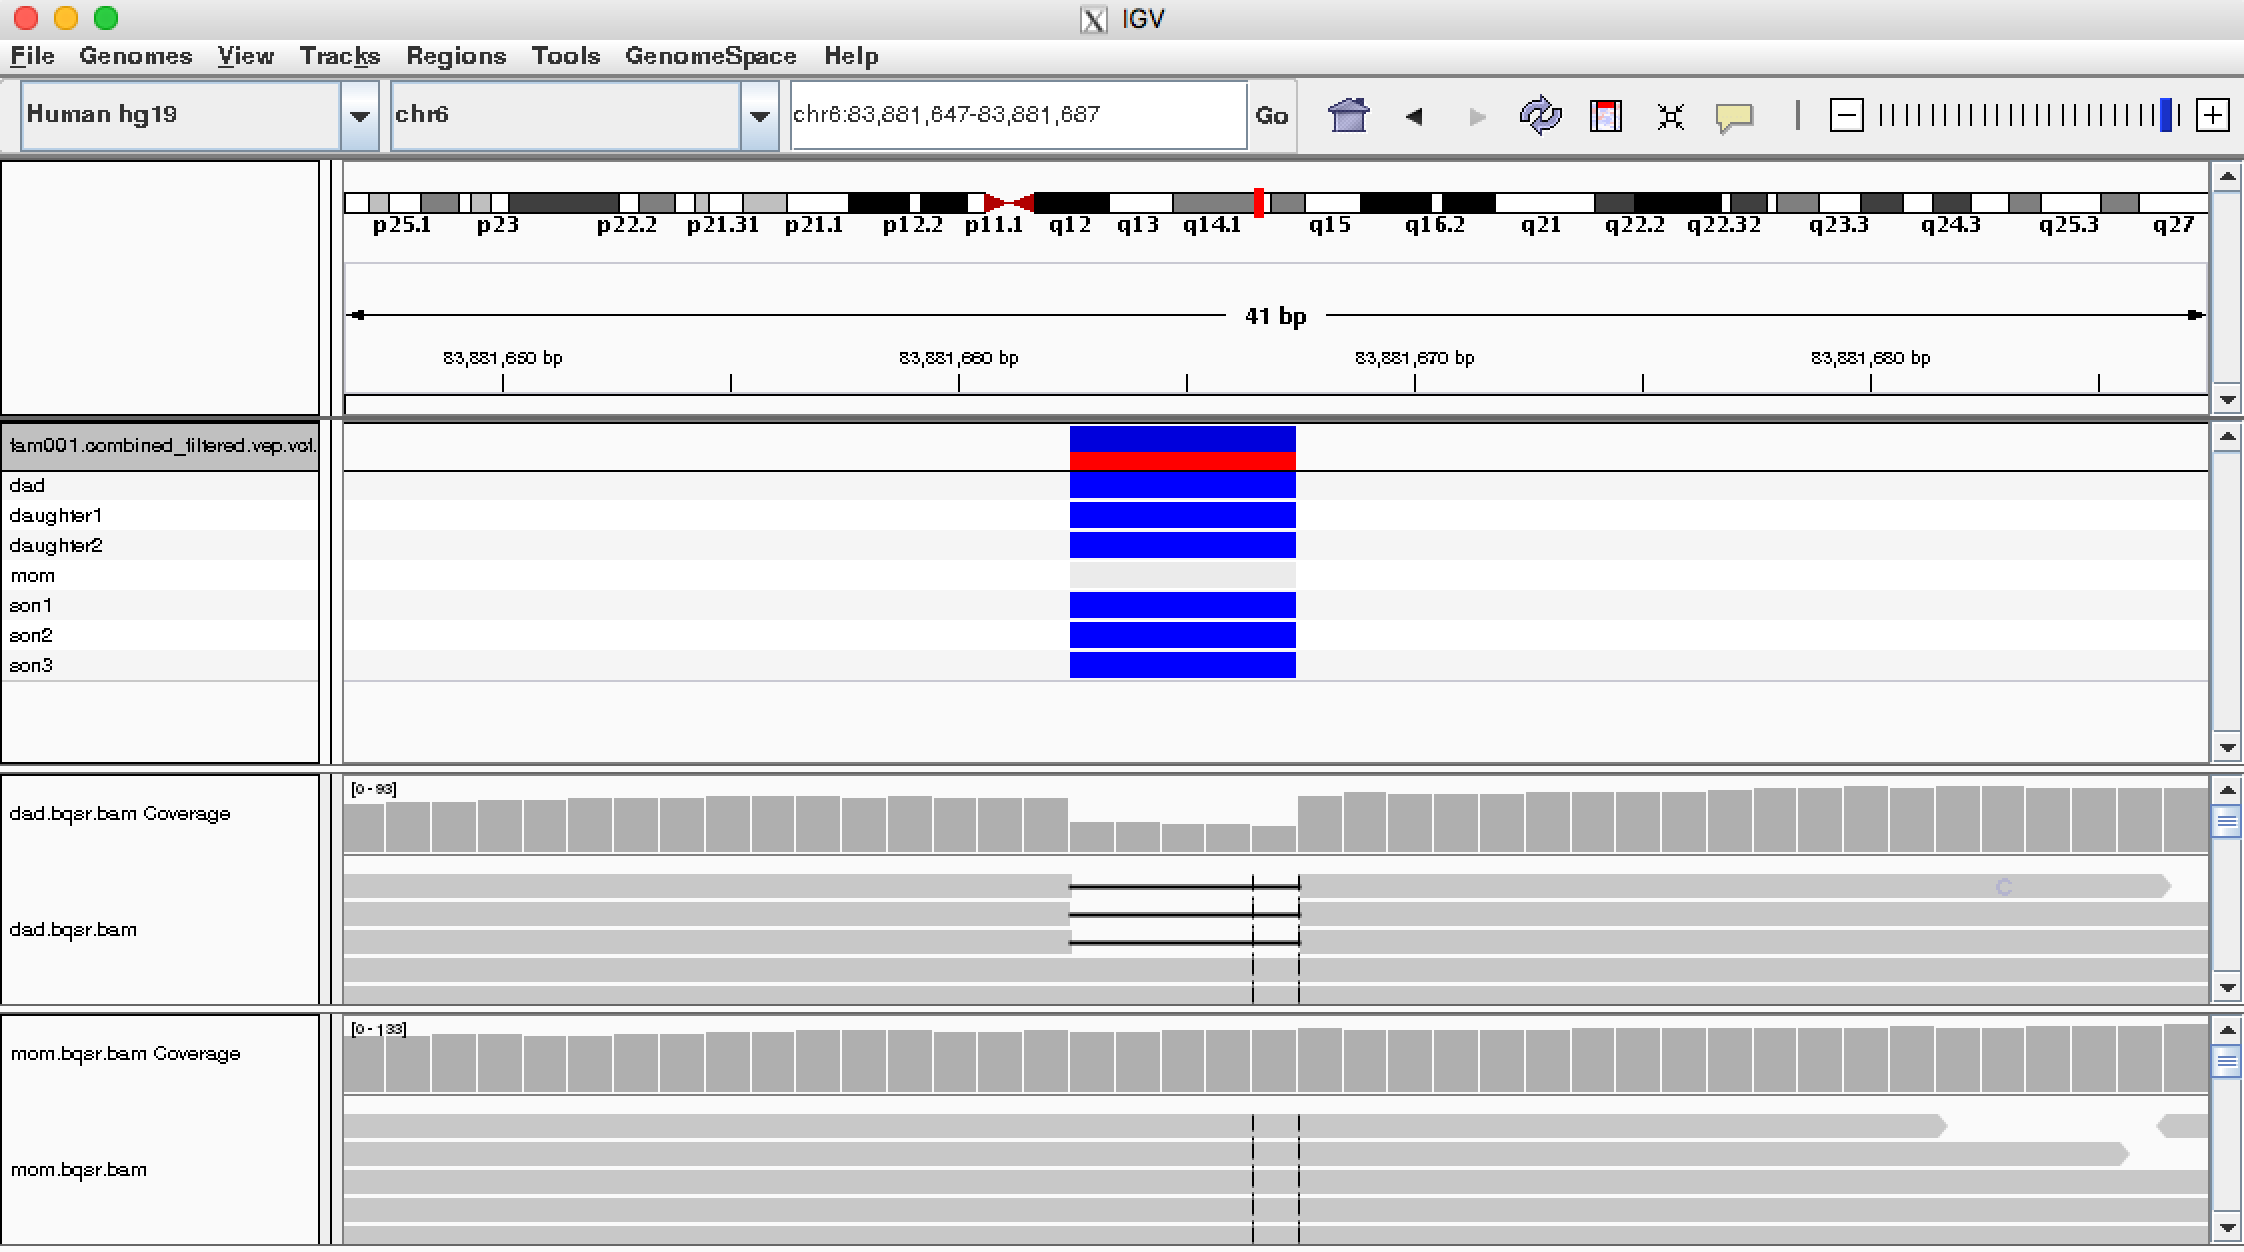 IGV
File Genomes View Tracks Regions Tools GenomeSpace Help
Human hg19 chr6 chr6:83,881,647-83,881,687 Go
p25.1 p23 p22.2 p21.31 p21.1 p12.2 p11.1 q12 q13 q14.1 q15 q16.2 q21 q22.2 q22.32 q23.3 q24.3 q25.3 q27
41 bp
83,881,650 bp 83,881,660 bp 83,881,670 bp 83,881,680 bp
fam001.combined_filtered.vep.vcf.
dad
daughter1
daughter2
mom
son1
son2
son3
[0 - 93]
dad.bqsr.bam Coverage
C
dad.bqsr.bam
[0 - 133]
mom.bqsr.bam Coverage
mom.bqsr.bam